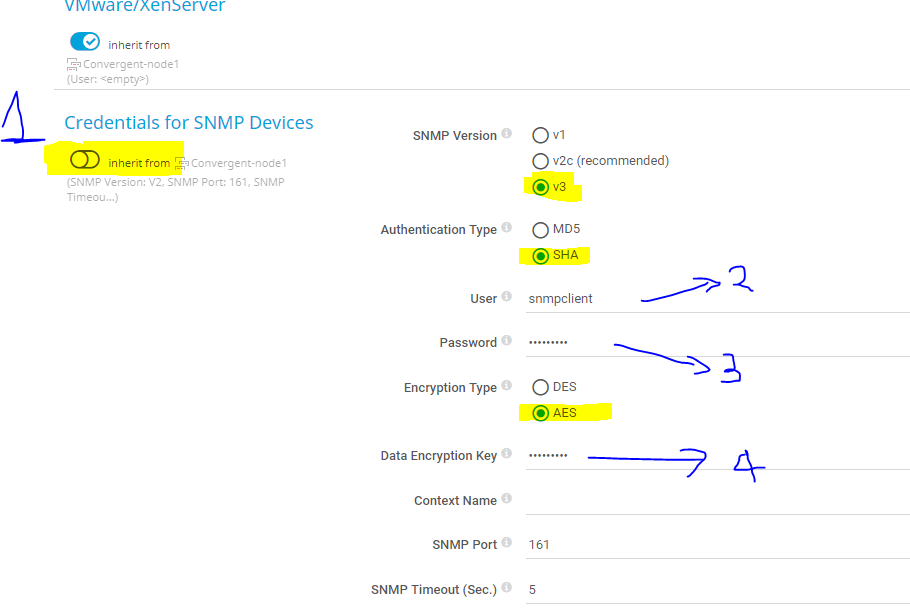 VMware/XenServer
inherit from
Convergent-node1
(User: <empty>)
1
Credentials for SNMP Devices
inherit from Convergent-node1
(SNMP Version: V2, SNMP Port: 161, SNMP
Timeou...)
SNMP Version v1
v2c (recommended)
v3
Authentication Type MD5
SHA
User snmpclient 2
Password ••••••••• 3
Encryption Type DES
AES
Data Encryption Key ••••••••• 4
Context Name
SNMP Port 161
SNMP Timeout (Sec.) 5